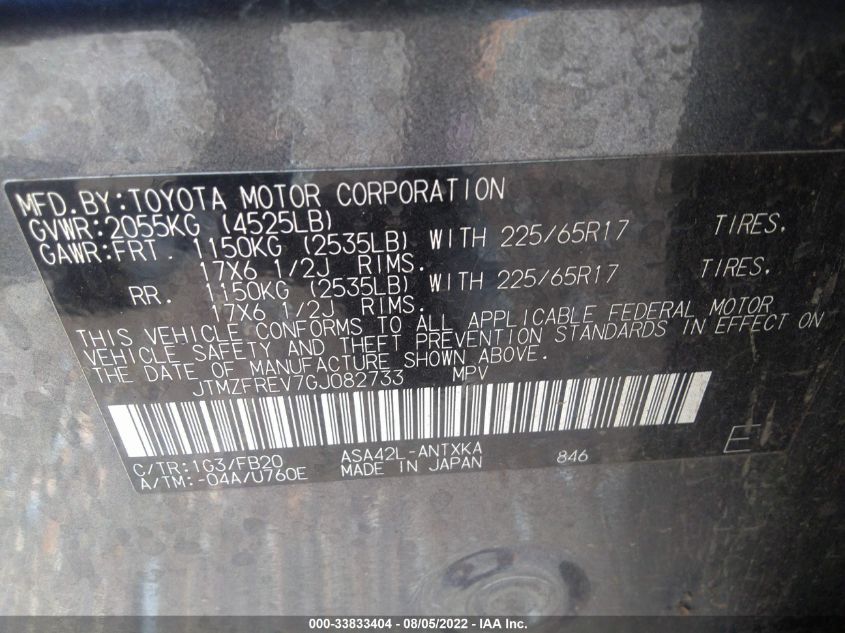 MFD.BY:TOYOTA MOTOR CORPORATION
GVWR:2055KG (4525LB)
GAWR:FRT. 1150KG (2535LB) WITH 225/65R17 TIRES.
17X6 1/2J RIMS.
RR. 1150KG (2535LB) WITH 225/65R17 TIRES.
17X6 1/2J RIMS.
THIS VEHICLE CONFORMS TO ALL APPLICABLE FEDERAL MOTOR
VEHICLE SAFETY AND THEFT PREVENTION STANDARDS IN EFFECT ON
THE DATE OF MANUFACTURE SHOWN ABOVE.
JTMZFREV7GJ082733 MPV
C/TR:1G3/FB20 ASA42L-ANTXKA 846 E
A/TM:-04A/U760E MADE IN JAPAN
000-33833404 - 08/05/2022 - IAA Inc.